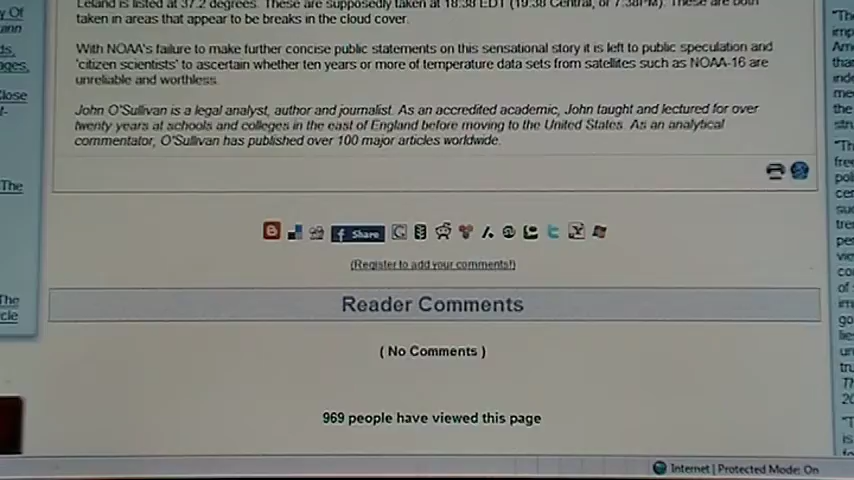 Leland is listed at 37.2 degrees. These are supposedly taken at 18:38 EDT (19:38 Central, or 7:38PM). These are both
taken in areas that appear to be breaks in the cloud cover.
With NOAA's failure to make further concise public statements on this sensational story it is left to public speculation and
'citizen scientists' to ascertain whether ten years or more of temperature data sets from satellites such as NOAA-16 are
unreliable and worthless.
John O'Sullivan is a legal analyst, author and journalist. As an accredited academic, John taught and lectured for over
twenty years at schools and colleges in the east of England before moving to the United States. As an analytical
commentator, O'Sullivan has published over 100 major articles worldwide.
Share
(Register to add your comments!)
Reader Comments
( No Comments )
969 people have viewed this page
Internet | Protected Mode: On
The
The